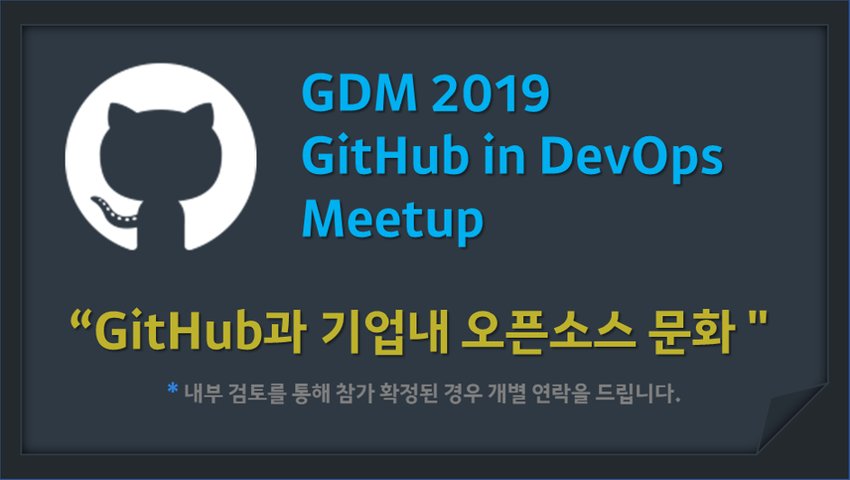 GDM 2019
GitHub in DevOps
Meetup
“GitHub과 기업내 오픈소스 문화 "
* 내부 검토를 통해 참가 확정된 경우 개별 연락을 드립니다.